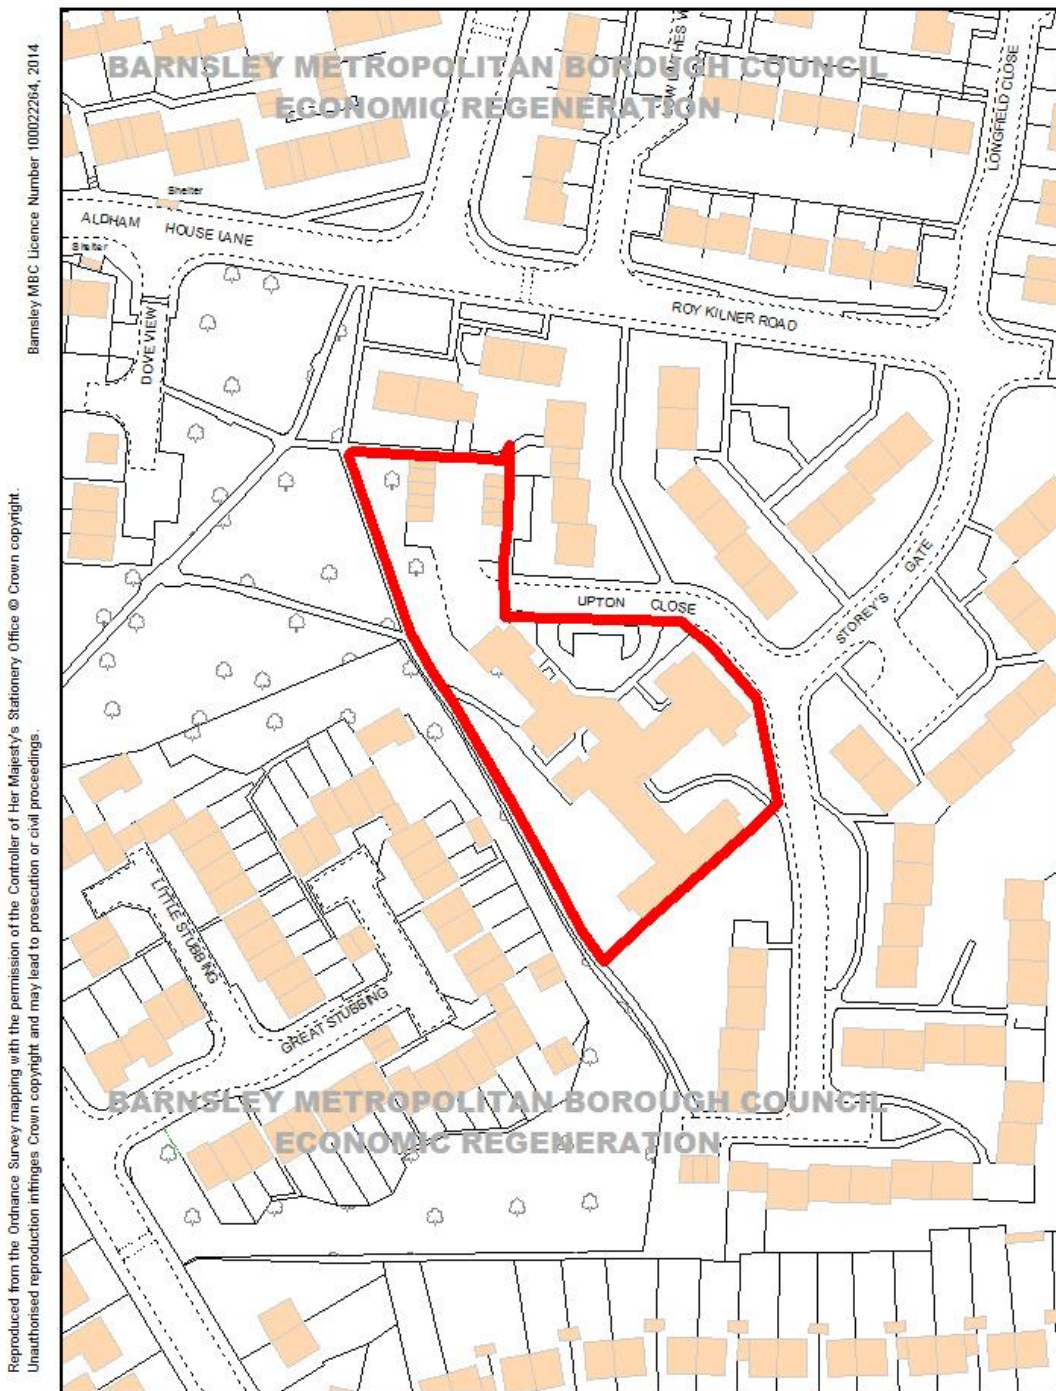 Reproduced from the Ordnance Survey mapping with the permission of the Controller of Her Majesty's Stationery Office © Crown copyright.
Unauthorised reproduction infringes Crown copyright and may lead to prosecution or civil proceedings.
Barnsley MBC Licence Number 100022264, 2014
BARNSLEY METROPOLITAN BOROUGH COUNCIL
ECONOMIC REGENERATION
LONGFIELD CLOSE
Shelter
ALDHAM HOUSE LANE
Shelter
ROY KILNER ROAD
DOVE VIEW
UPTON CLOSE
STOREY'S GATE
LITTLE STUBBING
GREAT STUBBING
BARNSLEY METROPOLITAN BOROUGH COUNCIL
ECONOMIC REGENERATION